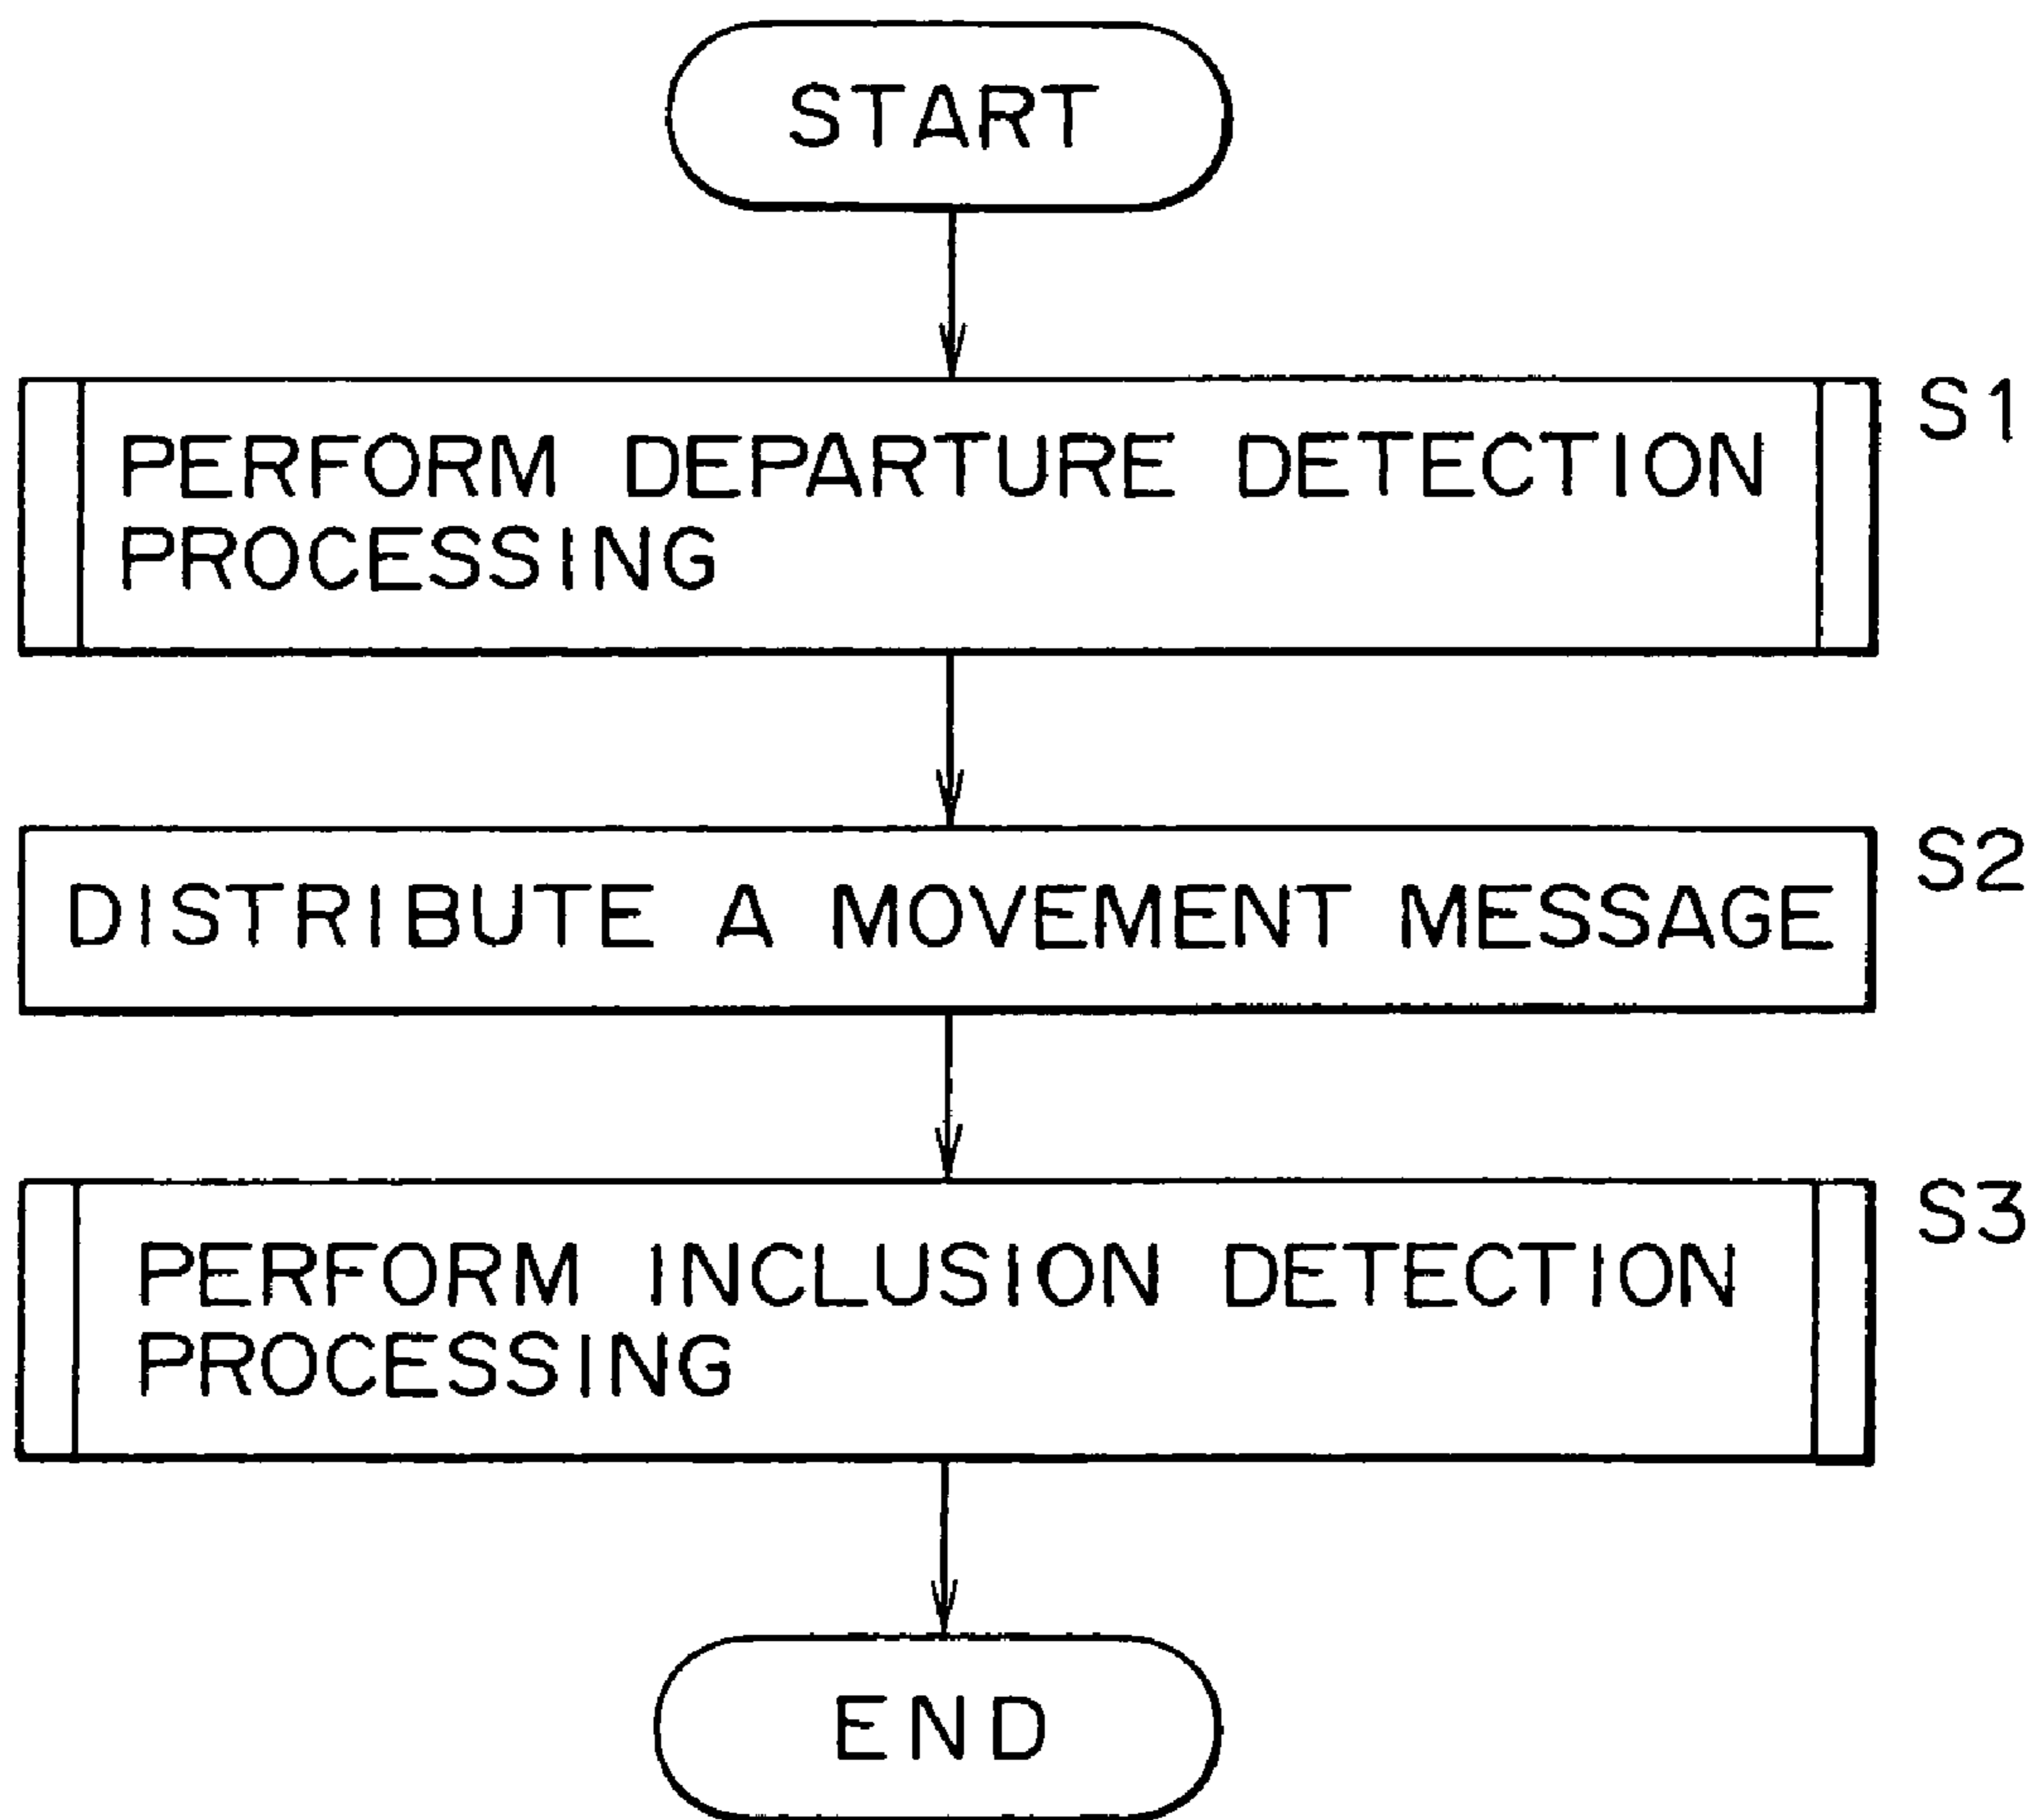 START
S1
PERFORM DEPARTURE DETECTION
PROCESSING
S2
DISTRIBUTE A MOVEMENT MESSAGE
S3
PERFORM INCLUSION DETECTION
PROCESSING
END